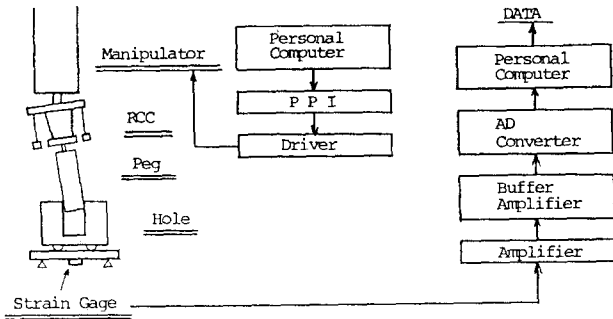 Manipulator
RCC
Peg
Hole
Strain Gage
Personal
Computer
P P I
Driver
DATA
Personal
Computer
AD
Converter
Buffer
Amplifier
Amplifier